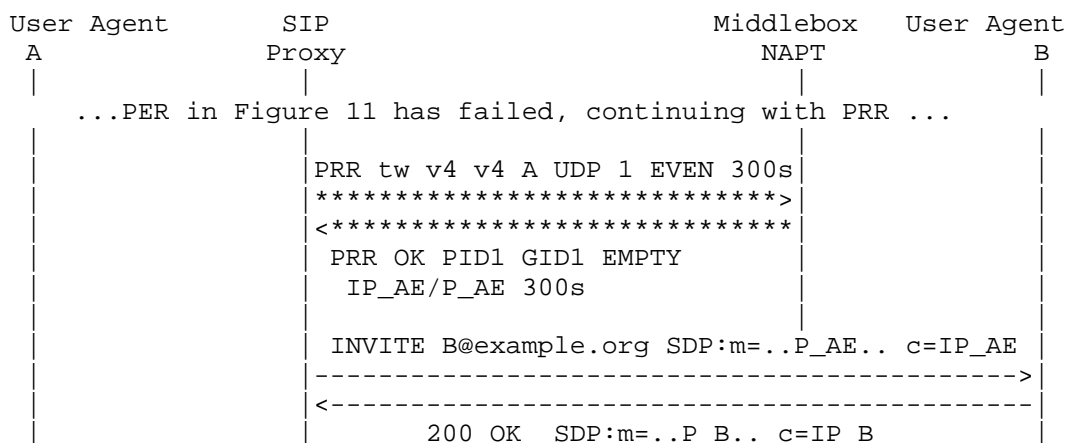 User Agent SIP Middlebox User Agent
A Proxy NAPT B
...PER in Figure 11 has failed, continuing with PRR ...
PRR tw v4 v4 A UDP 1 EVEN 300s
*****************************>
<*****************************
PRR OK PID1 GID1 EMPTY
IP_AE/P_AE 300s
INVITE B@example.org SDP:m=..P_AE.. c=IP_AE
-------------------------------------------->
<--------------------------------------------
200 OK SDP:m=..P_B.. c=IP_B